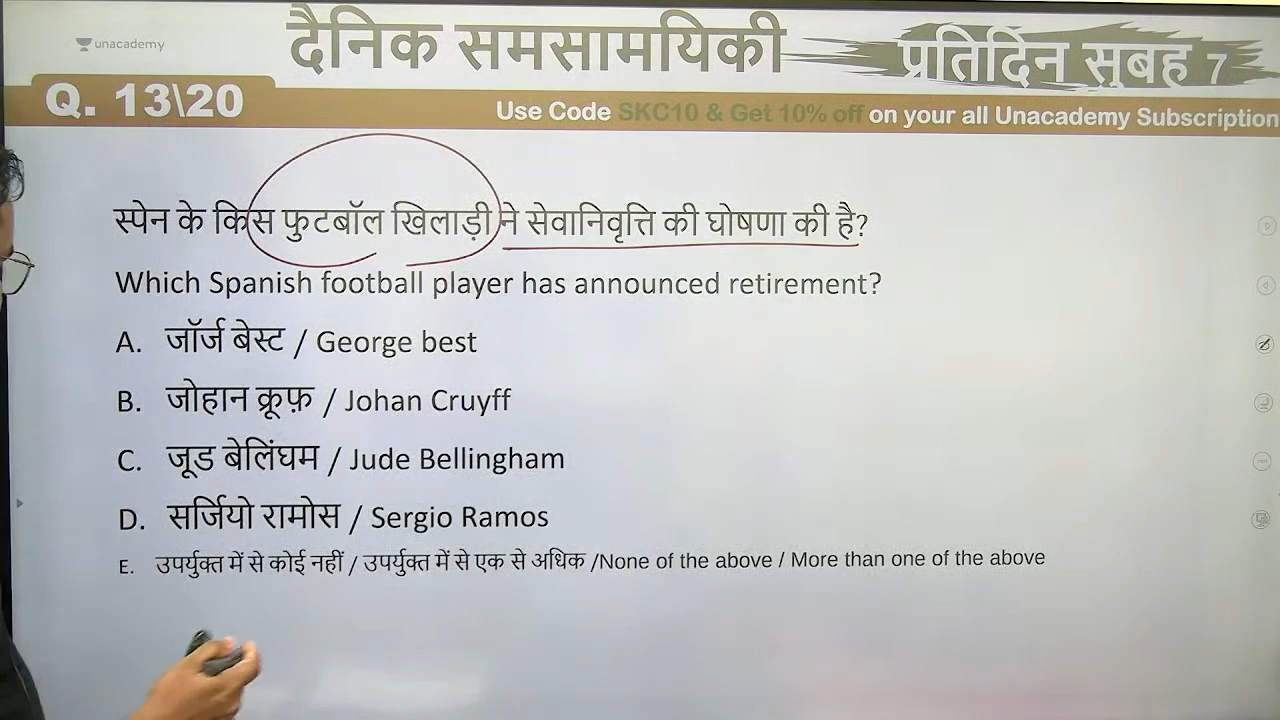 unacademy
दैनिक समसामयिकी
प्रतिदिन सुबह 7
Q. 13\20
Use Code SKC10 & Get 10% off on your all Unacademy Subscription
स्पेन के किस फुटबॉल खिलाड़ी ने सेवानिवृत्ति की घोषणा की है?
Which Spanish football player has announced retirement?
A. जॉर्ज बेस्ट / George best
B. जोहान क्रूफ़ / Johan Cruyff
C. जूड बेलिंघम / Jude Bellingham
D. सर्जियो रामोस / Sergio Ramos
E. उपर्युक्त में से कोई नहीं / उपर्युक्त में से एक से अधिक /None of the above / More than one of the above